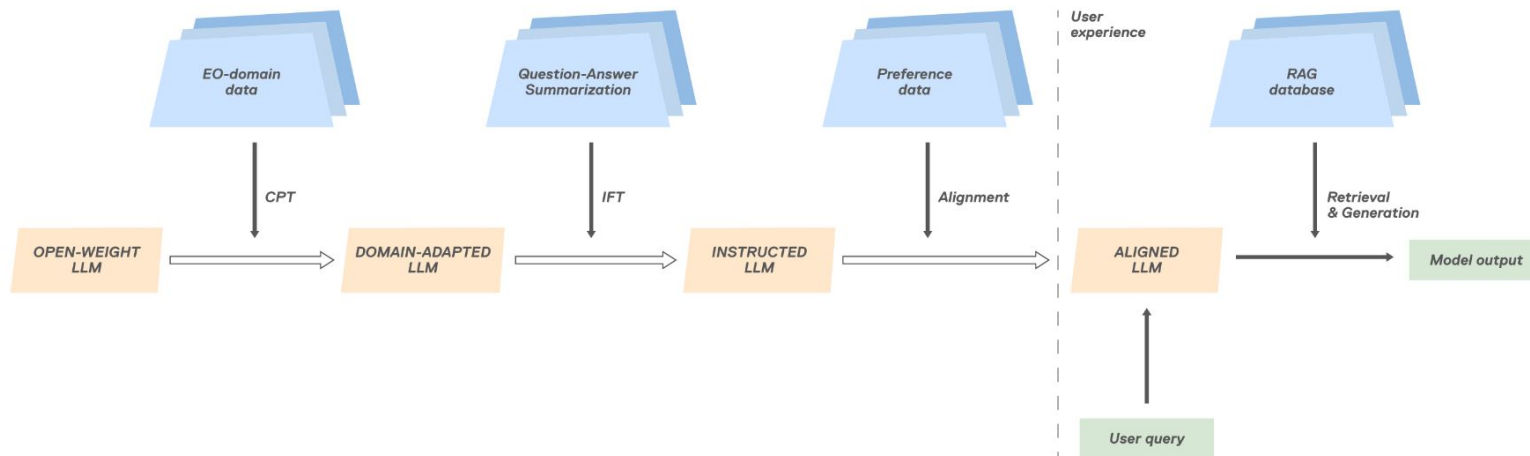 User
experience
EO-domain
data
Question-Answer
Summarization
Preference
data
RAG
database
CPT
IFT
Alignment
Retrieval
& Generation
OPEN-WEIGHT
LLM
DOMAIN-ADAPTED
LLM
INSTRUCTED
LLM
ALIGNED
LLM
Model output
User query